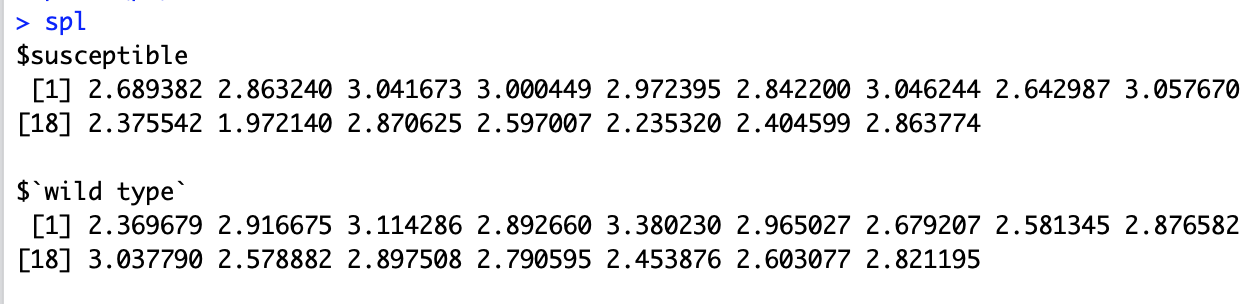 > spl
$susceptible
[1] 2.689382 2.863240 3.041673 3.000449 2.972395 2.842200 3.046244 2.642987 3.057670
[18] 2.375542 1.972140 2.870625 2.597007 2.235320 2.404599 2.863774
$`wild type`
[1] 2.369679 2.916675 3.114286 2.892660 3.380230 2.965027 2.679207 2.581345 2.876582
[18] 3.037790 2.578882 2.897508 2.790595 2.453876 2.603077 2.821195